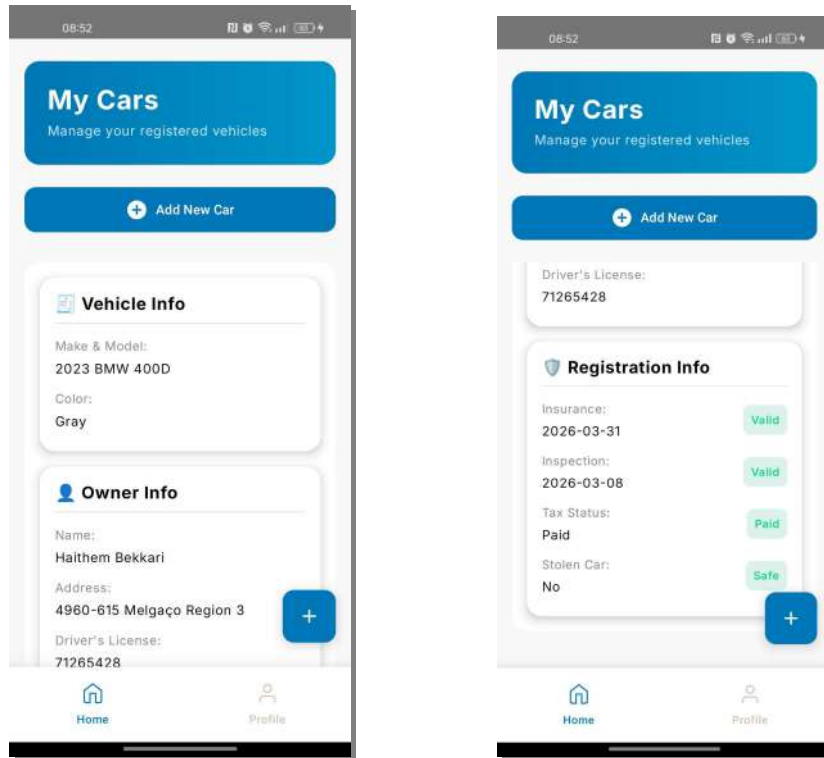 08:52
My Cars
Manage your registered vehicles
Add New Car
Vehicle Info
Make & Model:
2023 BMW 400D
Color:
Gray
Owner Info
Name:
Haithem Bekkari
Address:
4960-615 Melgaço Region 3
Driver's License:
71265428
Home
Profile
08:52
My Cars
Manage your registered vehicles
Add New Car
Driver's License:
71265428
Registration Info
Insurance:
2026-03-31
Valid
Inspection:
2026-03-08
Valid
Tax Status:
Paid
Paid
Stolen Car:
No
Safe
Home
Profile